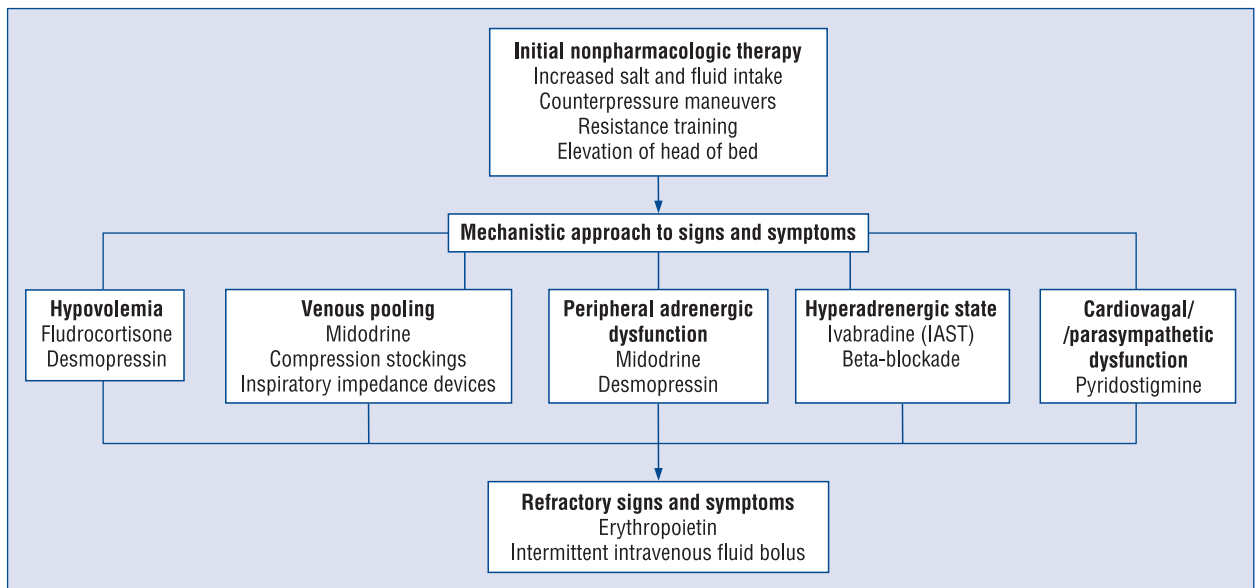 Initial nonpharmacologic therapy
Increased salt and fluid intake
Counterpressure maneuvers
Resistance training
Elevation of head of bed
Mechanistic approach to signs and symptoms
Hypovolemia
Fludrocortisone
Desmopressin
Venous pooling
Midodrine
Compression stockings
Inspiratory impedance devices
Peripheral adrenergic
dysfunction
Midodrine
Desmopressin
Hyperadrenergic state
Ivabradine (IAST)
Beta-blockade
Cardiovagal/
/parasympathetic
dysfunction
Pyridostigmine
Refractory signs and symptoms
Erythropoietin
Intermittent intravenous fluid bolus